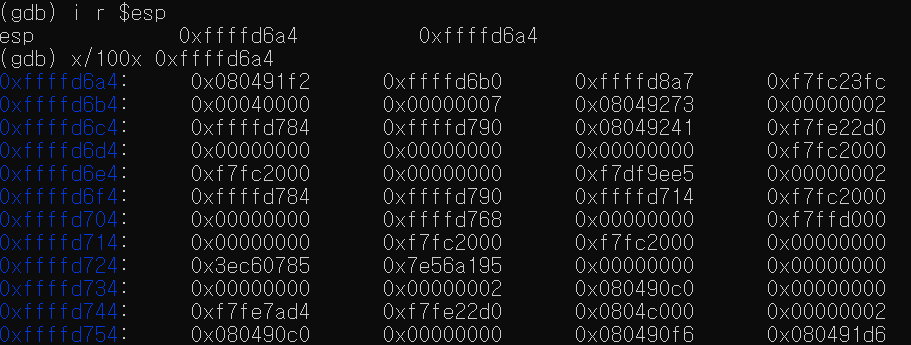 (gdb) i r $esp
esp 0xffffd6a4 0xffffd6a4
(gdb) x/100x 0xffffd6a4
0xffffd6a4: 0x080491f2 0xffffd6b0 0xffffd8a7 0xf7fc23fc
0xffffd6b4: 0x00040000 0x00000007 0x08049273 0x00000002
0xffffd6c4: 0xffffd784 0xffffd790 0x08049241 0xf7fe22d0
0xffffd6d4: 0x00000000 0x00000000 0x00000000 0xf7fc2000
0xffffd6e4: 0xf7fc2000 0x00000000 0xf7df9ee5 0x00000002
0xffffd6f4: 0xffffd784 0xffffd790 0xffffd714 0xf7fc2000
0xffffd704: 0x00000000 0xffffd768 0x00000000 0xf7ffd000
0xffffd714: 0x00000000 0xf7fc2000 0xf7fc2000 0x00000000
0xffffd724: 0x3ec60785 0x7e56a195 0x00000000 0x00000000
0xffffd734: 0x00000000 0x00000002 0x080490c0 0x00000000
0xffffd744: 0xf7fe7ad4 0xf7fe22d0 0x0804c000 0x00000002
0xffffd754: 0x080490c0 0x00000000 0x080490f6 0x080491d6